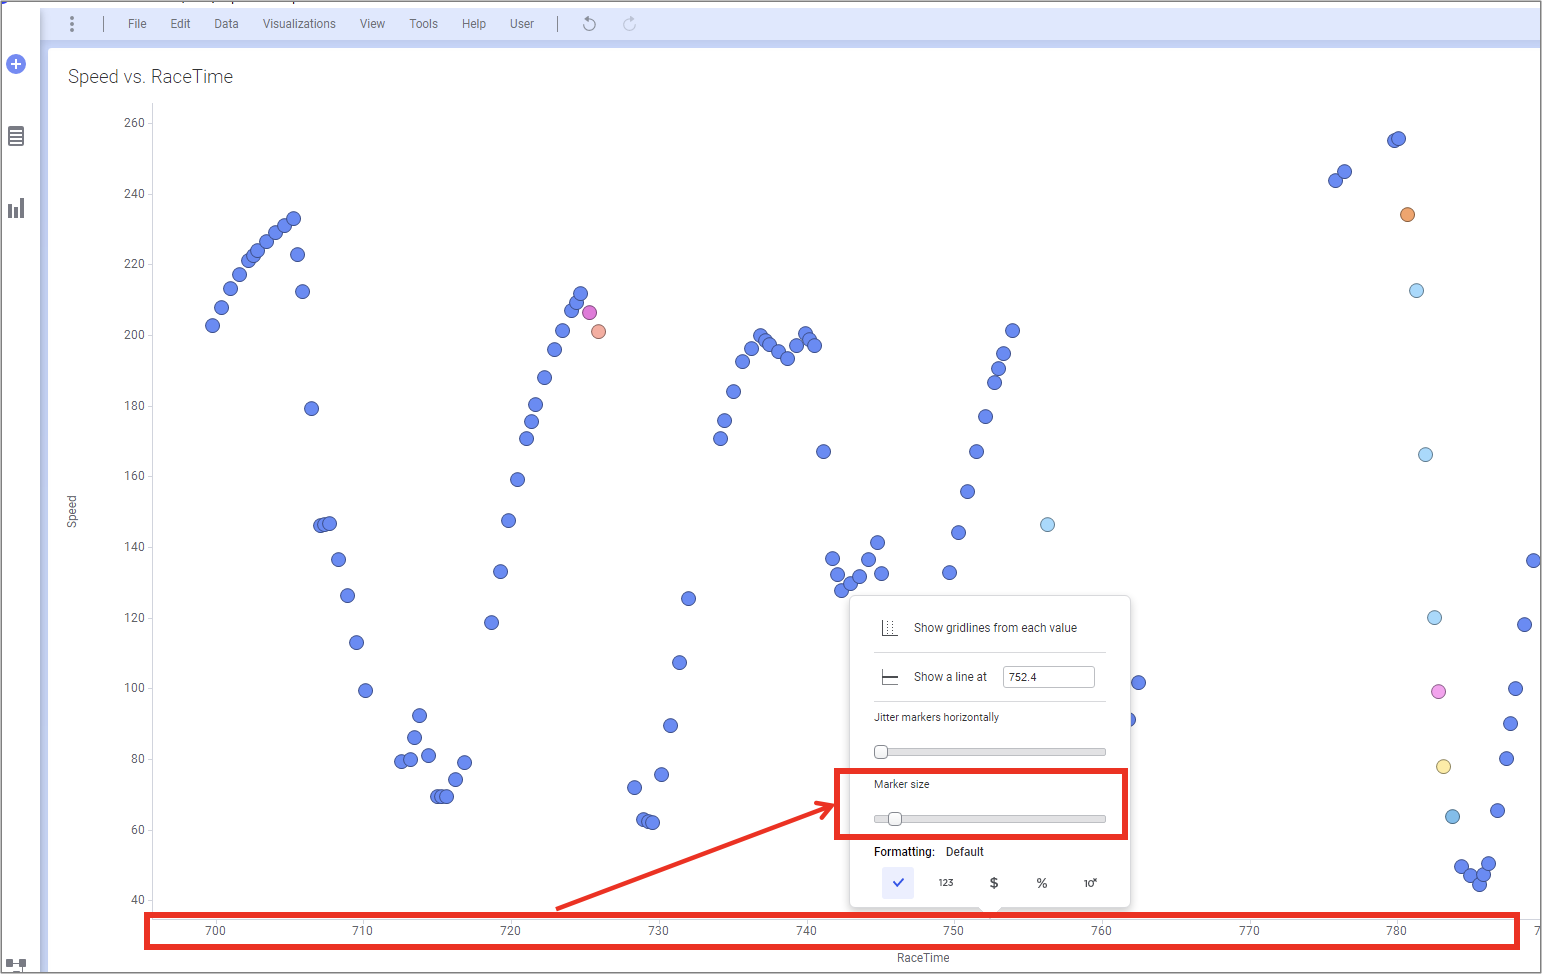 File Edit Data Visualizations View Tools Help User
Speed vs. RaceTime
260
240
220
200
180
160
140
120
100
80
60
40
Speed
Show gridlines from each value
Show a line at 752.4
Jitter markers horizontally
Marker size
Formatting: Default
123 $ % 10ˣ
700 710 720 730 740 750 760 770 780
RaceTime